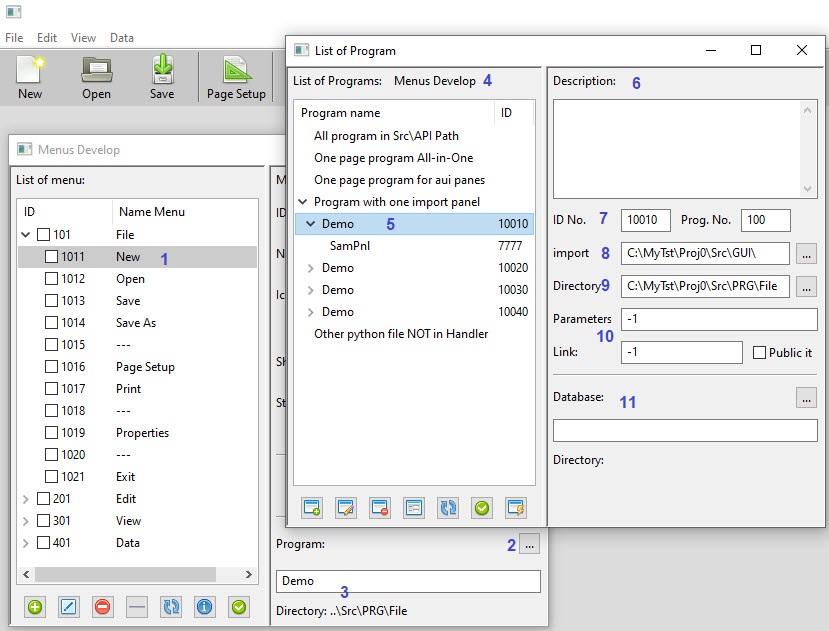 File Edit View Data
New Open Save Page Setup
Menus Develop
List of menu:
ID Name Menu
101 File
1011 New 1
1012 Open
1013 Save
1014 Save As
1015 ---
1016 Page Setup
1017 Print
1018 ---
1019 Properties
1020 ---
1021 Exit
201 Edit
301 View
401 Data
M
ID
N
Ic
Sh
St
Program: 2 ...
Demo
3
Directory: ..\Src\PRG\File
List of Program
List of Programs: Menus Develop 4
Program name ID
All program in Src\API Path
One page program All-in-One
One page program for aui panes
Program with one import panel
Demo 5 10010
SamPnl 7777
Demo 10020
Demo 10030
Demo 10040
Other python file NOT in Handler
Description: 6
ID No. 7 10010 Prog. No. 100
import 8 C:\MyTst\Proj0\Src\GUI\ ...
Directory 9 C:\MyTst\Proj0\Src\PRG\File ...
Parameters -1
10
Link: -1 Public it
Database: 11 ...
Directory: